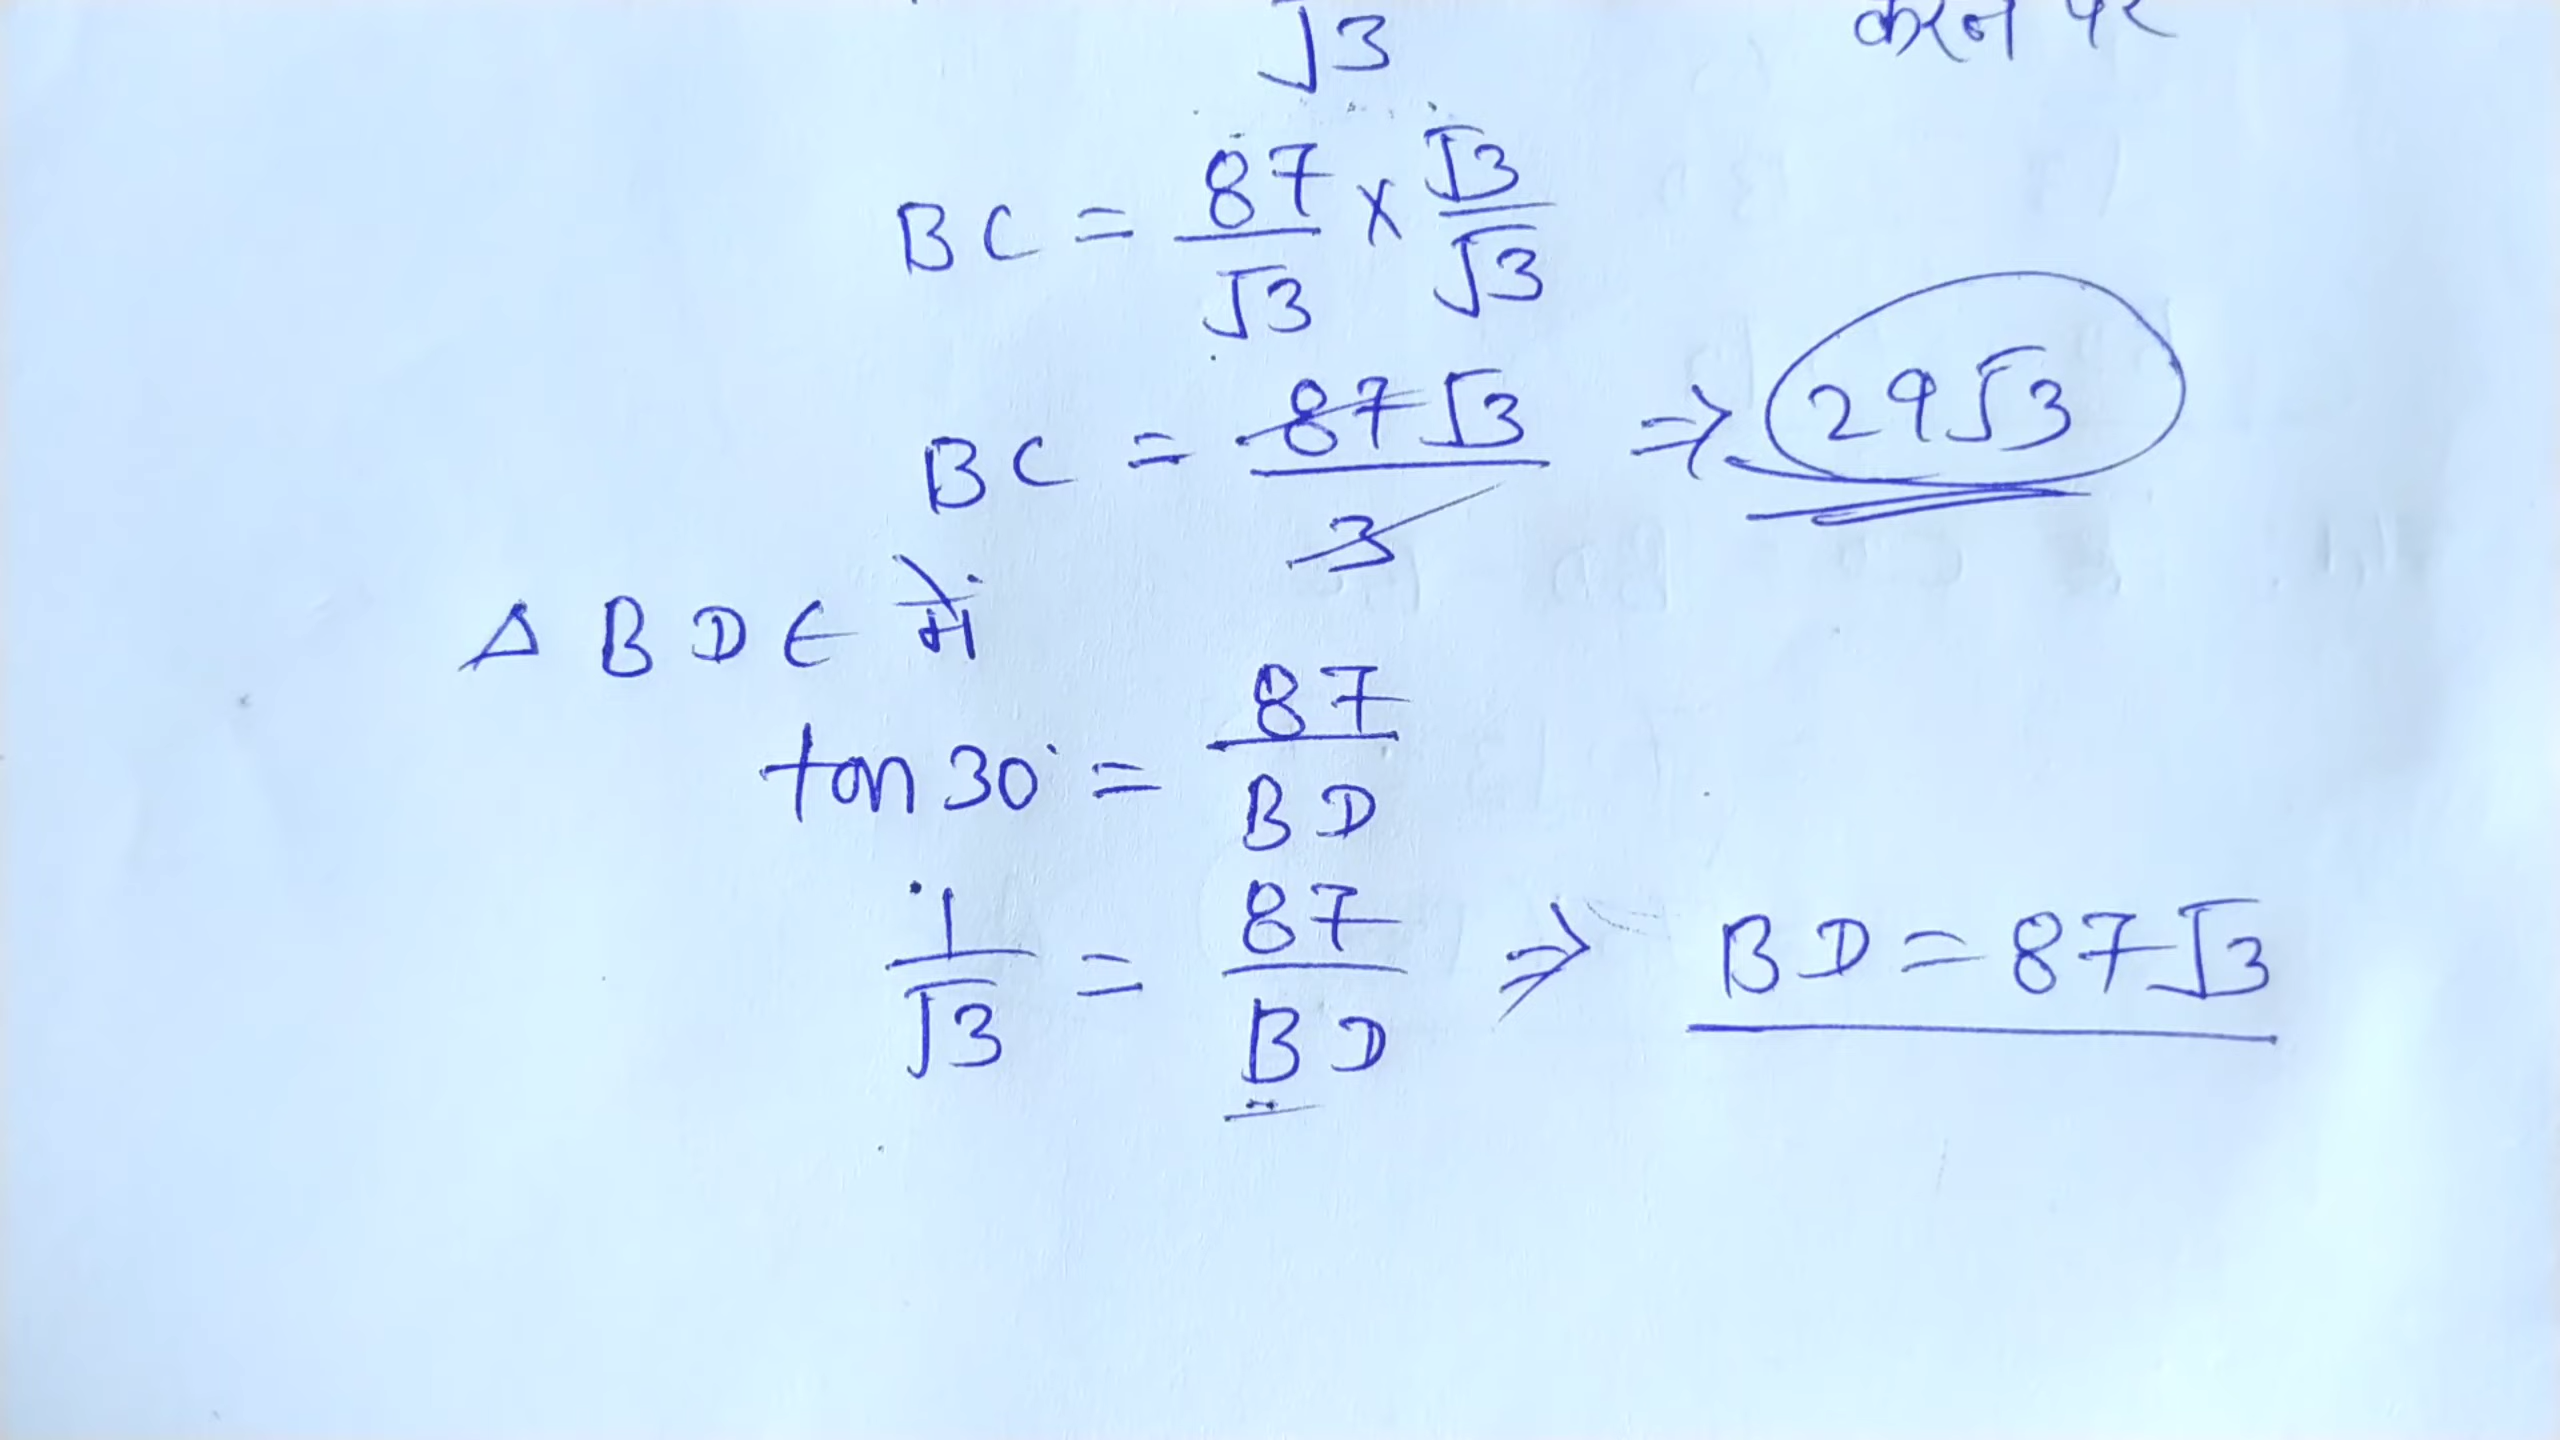 √3 करने पर
BC = 87/√3 × √3/√3
BC = 87√3/3 ⇒ 29√3
Δ BDE में
tan 30° = 87/BD
1/√3 = 87/BD ⇒ BD = 87√3